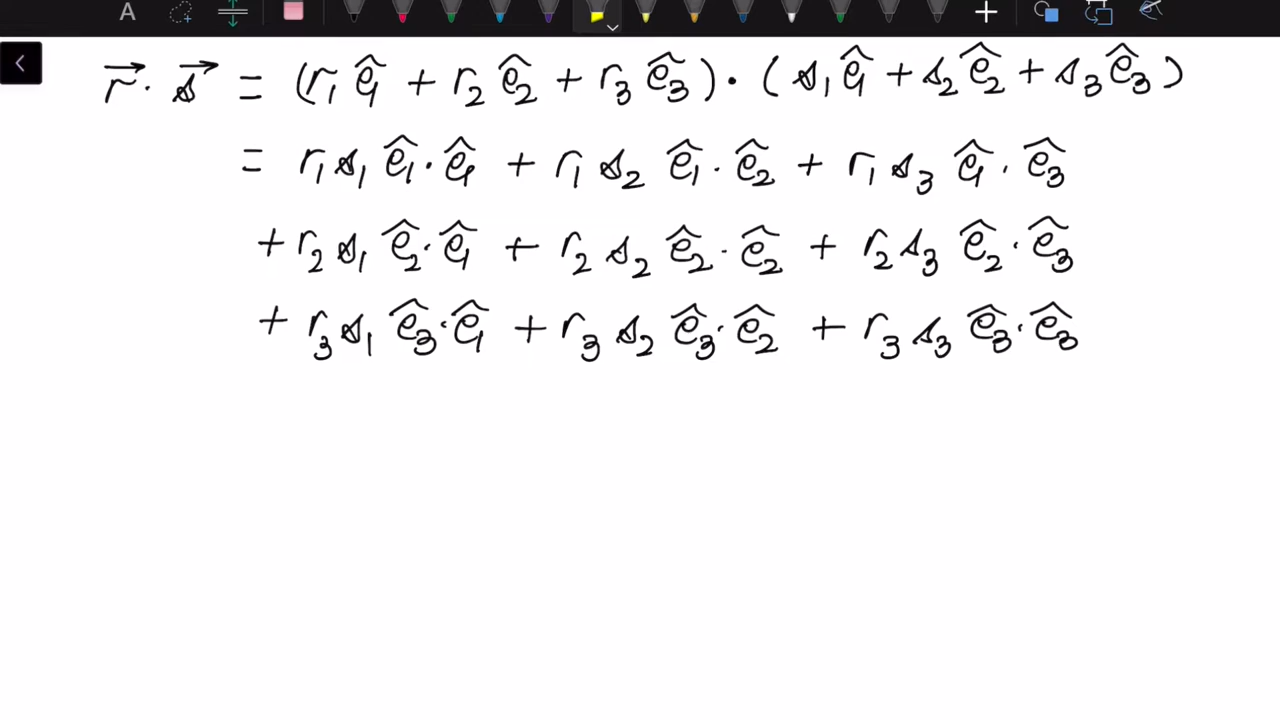 A
r⃗ · s⃗ = (r₁ ê₁ + r₂ ê₂ + r₃ ê₃) · (s₁ ê₁ + s₂ ê₂ + s₃ ê₃)
= r₁ s₁ ê₁ · ê₁ + r₁ s₂ ê₁ · ê₂ + r₁ s₃ ê₁ · ê₃
+ r₂ s₁ ê₂ · ê₁ + r₂ s₂ ê₂ · ê₂ + r₂ s₃ ê₂ · ê₃
+ r₃ s₁ ê₃ · ê₁ + r₃ s₂ ê₃ · ê₂ + r₃ s₃ ê₃ · ê₃